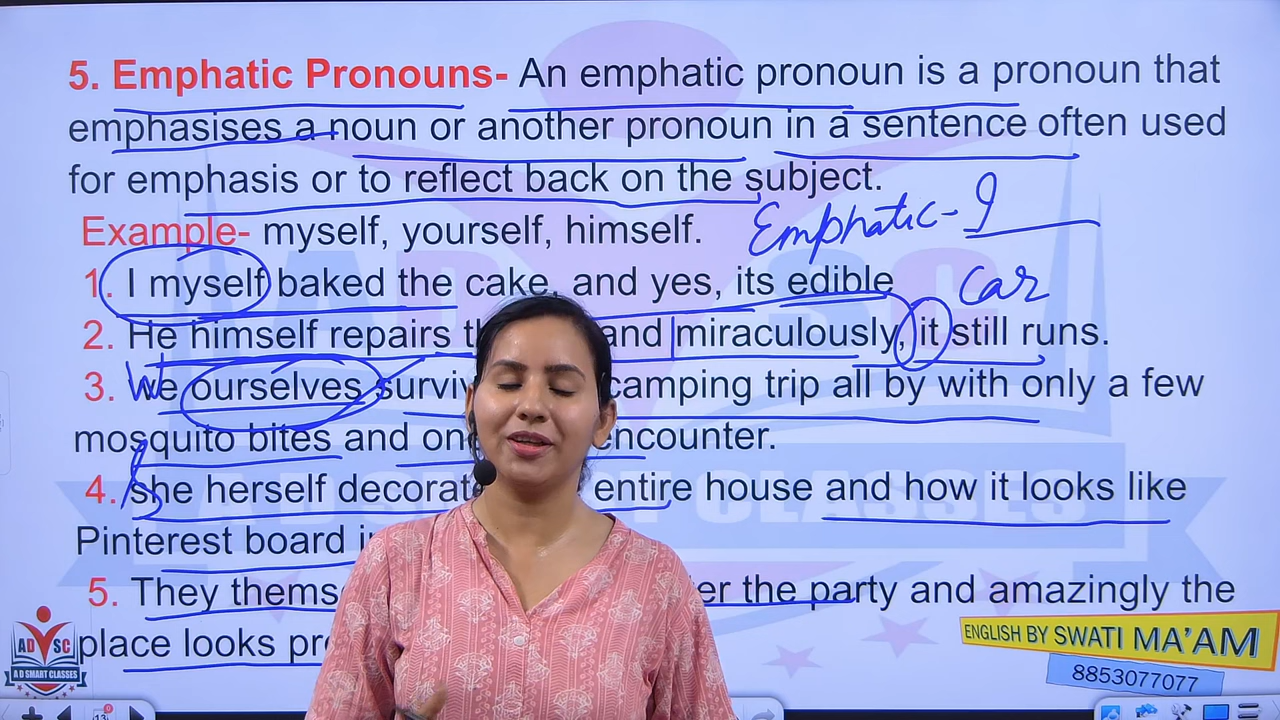 5. Emphatic Pronouns- An emphatic pronoun is a pronoun that
emphasises a noun or another pronoun in a sentence often used
for emphasis or to reflect back on the subject.
Emphatic - I
Example- myself, yourself, himself.
1. I myself baked the cake, and yes, its edible
car
2. He himself repairs and miraculously, it still runs.
3. We ourselves camping trip all by with only a few
mosquito bites and encounter.
4. she herself entire house and how it looks like
Pinterest board
5. They the party and amazingly the
place looks
AD SC
A D SMART CLASSES
A D SMART CLASSES
ENGLISH BY SWATI MA'AM
8853077077